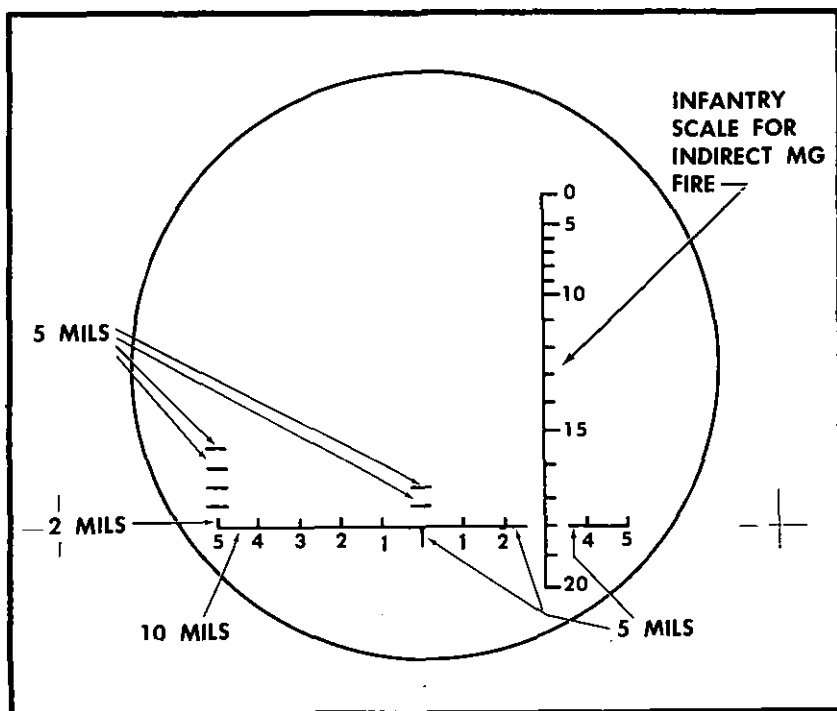 INFANTRY
SCALE FOR
INDIRECT MG
FIRE
0
5
10
15
20
5 MILS
2 MILS
5 4 3 2 1 1 2 4 5
10 MILS
5 MILS